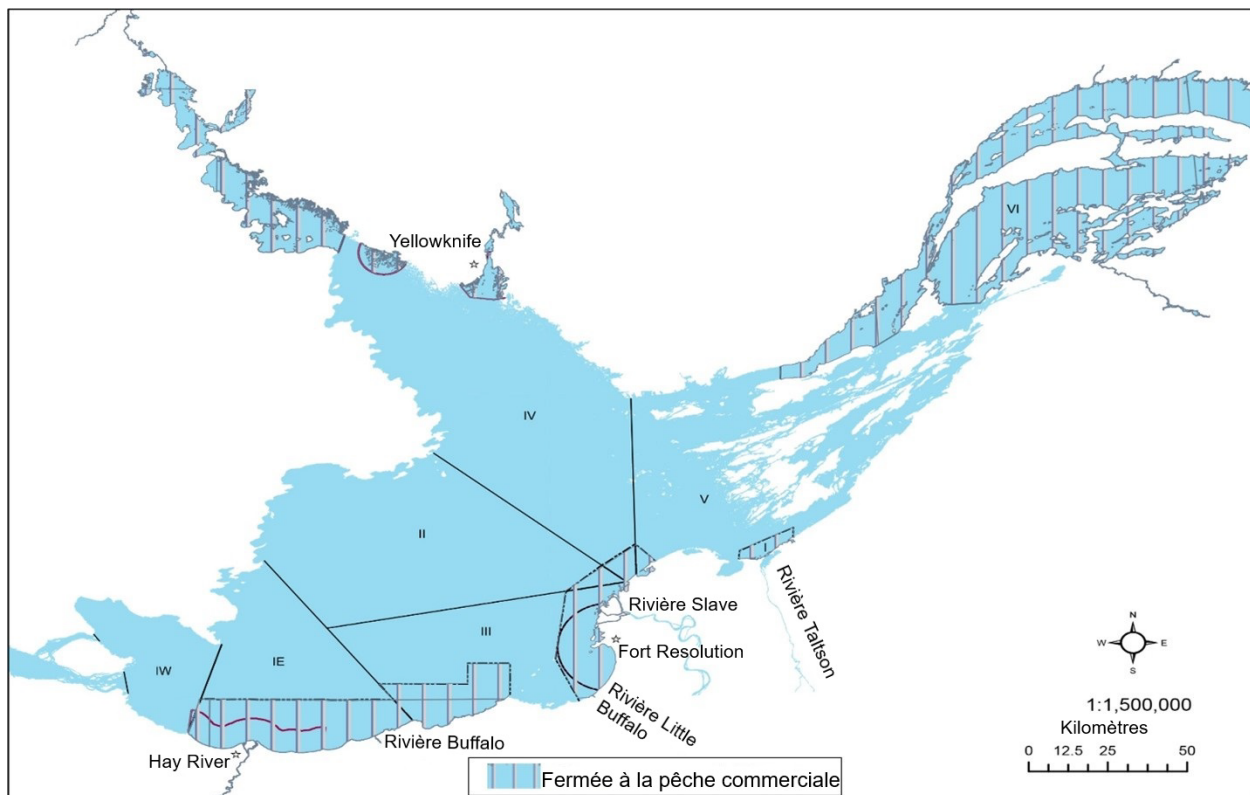 Yellowknife
VI
IV
V
II
I
Rivière Slave
Rivière Taltson
III
Fort Resolution
IW
IE
Rivière Little
Buffalo
Rivière Buffalo
Hay River
N
W
E
S
1:1,500,000
Kilomètres
0 12.5 25 50
Fermée à la pêche commerciale